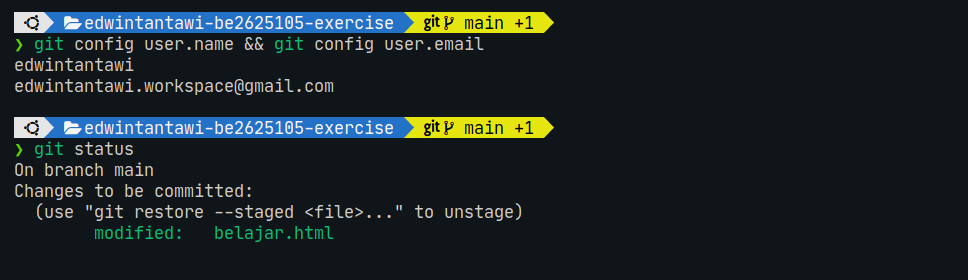 edwintantawi-be2625105-exercise git main +1
❯ git config user.name && git config user.email
edwintantawi
edwintantawi.workspace@gmail.com
edwintantawi-be2625105-exercise git main +1
❯ git status
On branch main
Changes to be committed:
(use "git restore --staged <file>..." to unstage)
modified: belajar.html